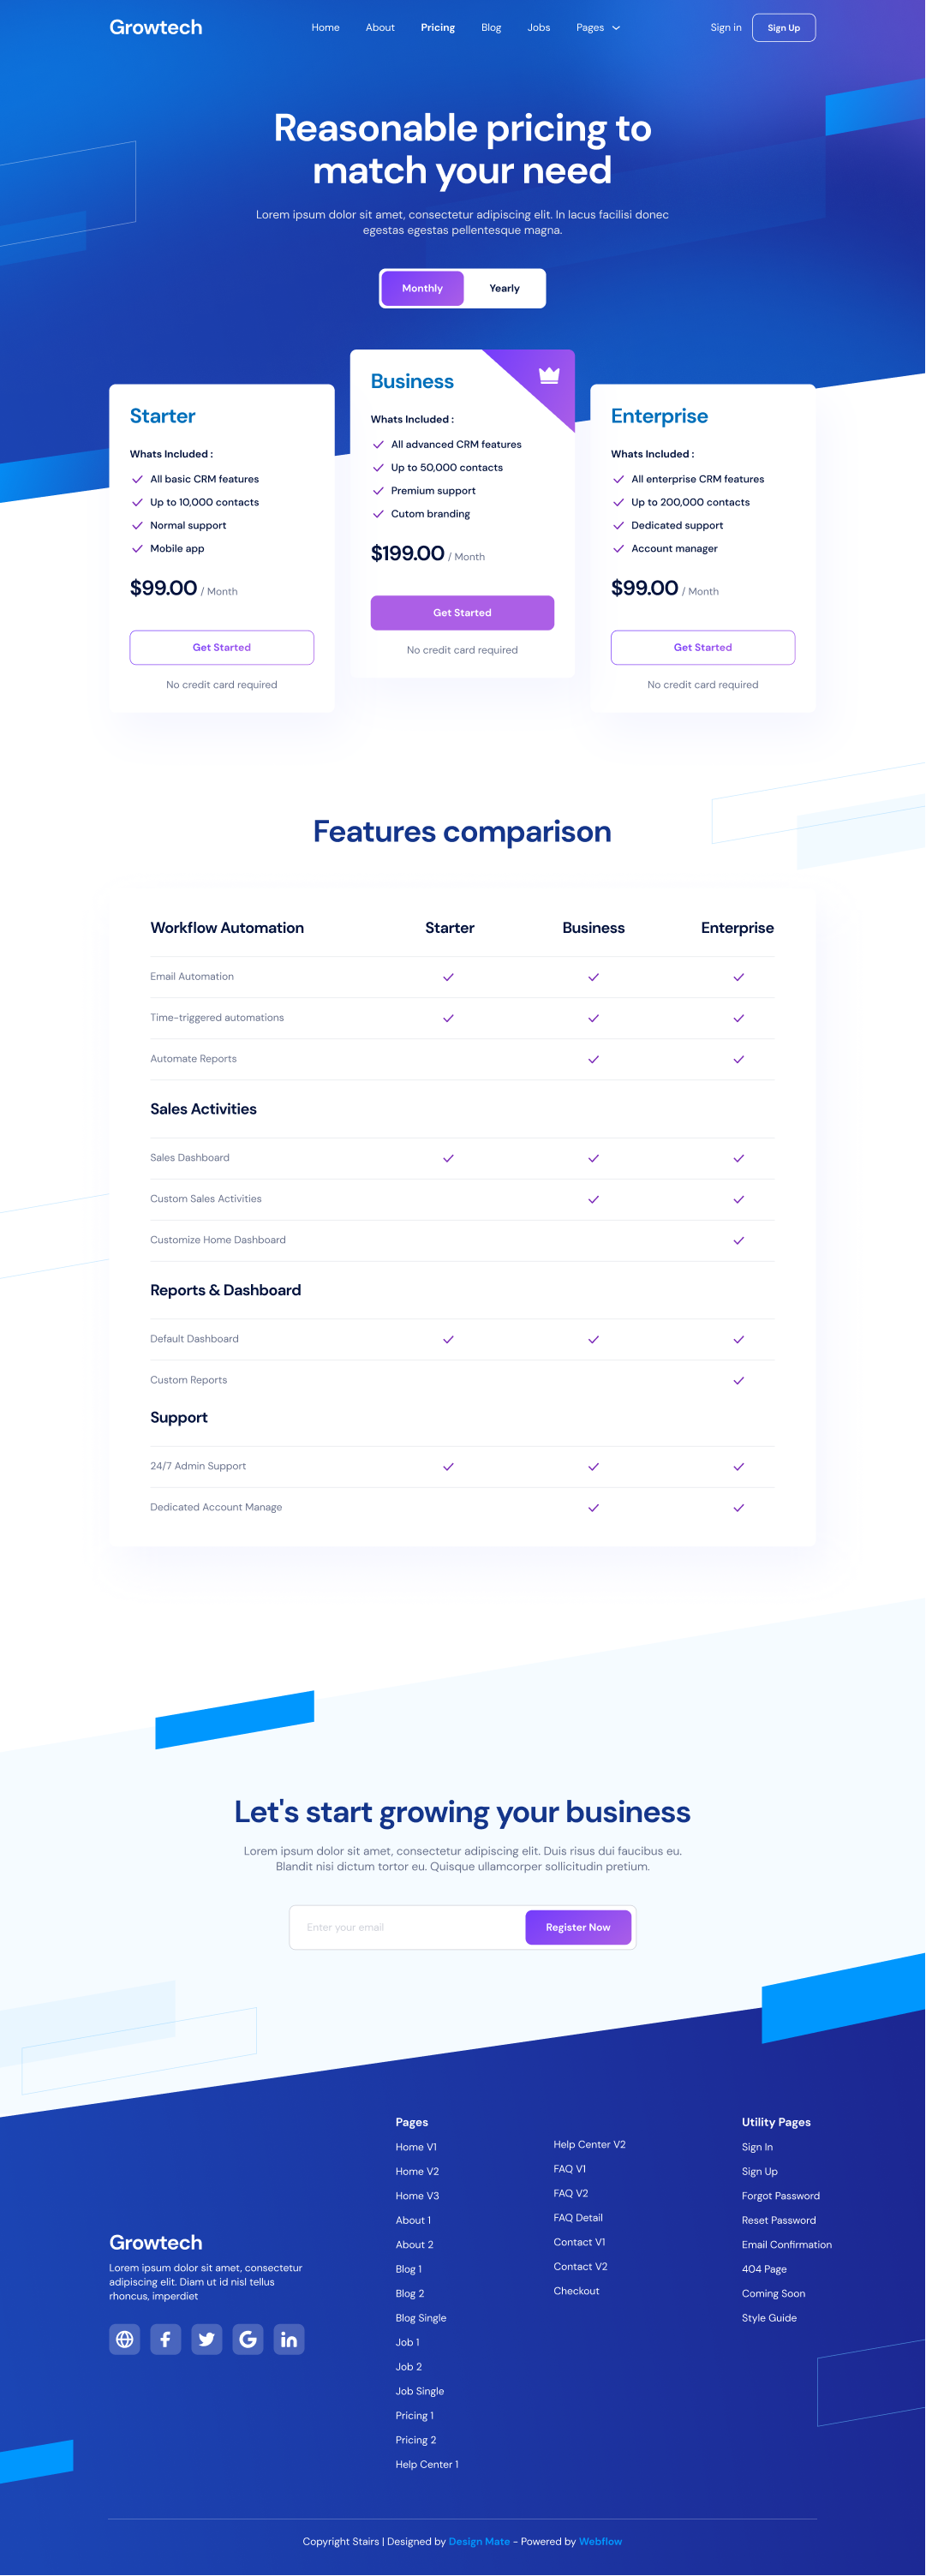 Growtech
Home
About
Pricing
Blog
Jobs
Pages
Sign in
Sign Up
Reasonable pricing to
match your need
Lorem ipsum dolor sit amet, consectetur adipiscing elit. In lacus facilisi donec
egestas egestas pellentesque magna.
Monthly
Yearly
Starter
Whats Included :
All basic CRM features
Up to 10,000 contacts
Normal support
Mobile app
$99.00 / Month
Get Started
No credit card required
Business
Whats Included :
All advanced CRM features
Up to 50,000 contacts
Premium support
Cutom branding
$199.00 / Month
Get Started
No credit card required
Enterprise
Whats Included :
All enterprise CRM features
Up to 200,000 contacts
Dedicated support
Account manager
$99.00 / Month
Get Started
No credit card required
Features comparison
Workflow Automation
Starter
Business
Enterprise
Email Automation
Time-triggered automations
Automate Reports
Sales Activities
Sales Dashboard
Custom Sales Activities
Customize Home Dashboard
Reports & Dashboard
Default Dashboard
Custom Reports
Support
24/7 Admin Support
Dedicated Account Manage
Let's start growing your business
Lorem ipsum dolor sit amet, consectetur adipiscing elit. Duis risus dui faucibus eu.
Blandit nisi dictum tortor eu. Quisque ullamcorper sollicitudin pretium.
Enter your email
Register Now
Growtech
Lorem ipsum dolor sit amet, consectetur
adipiscing elit. Diam ut id nisl tellus
rhoncus, imperdiet
Pages
Home V1
Home V2
Home V3
About 1
About 2
Blog 1
Blog 2
Blog Single
Job 1
Job 2
Job Single
Pricing 1
Pricing 2
Help Center 1
Help Center V2
FAQ V1
FAQ V2
FAQ Detail
Contact V1
Contact V2
Checkout
Utility Pages
Sign In
Sign Up
Forgot Password
Reset Password
Email Confirmation
404 Page
Coming Soon
Style Guide
Copyright Stairs | Designed by Design Mate - Powered by Webflow